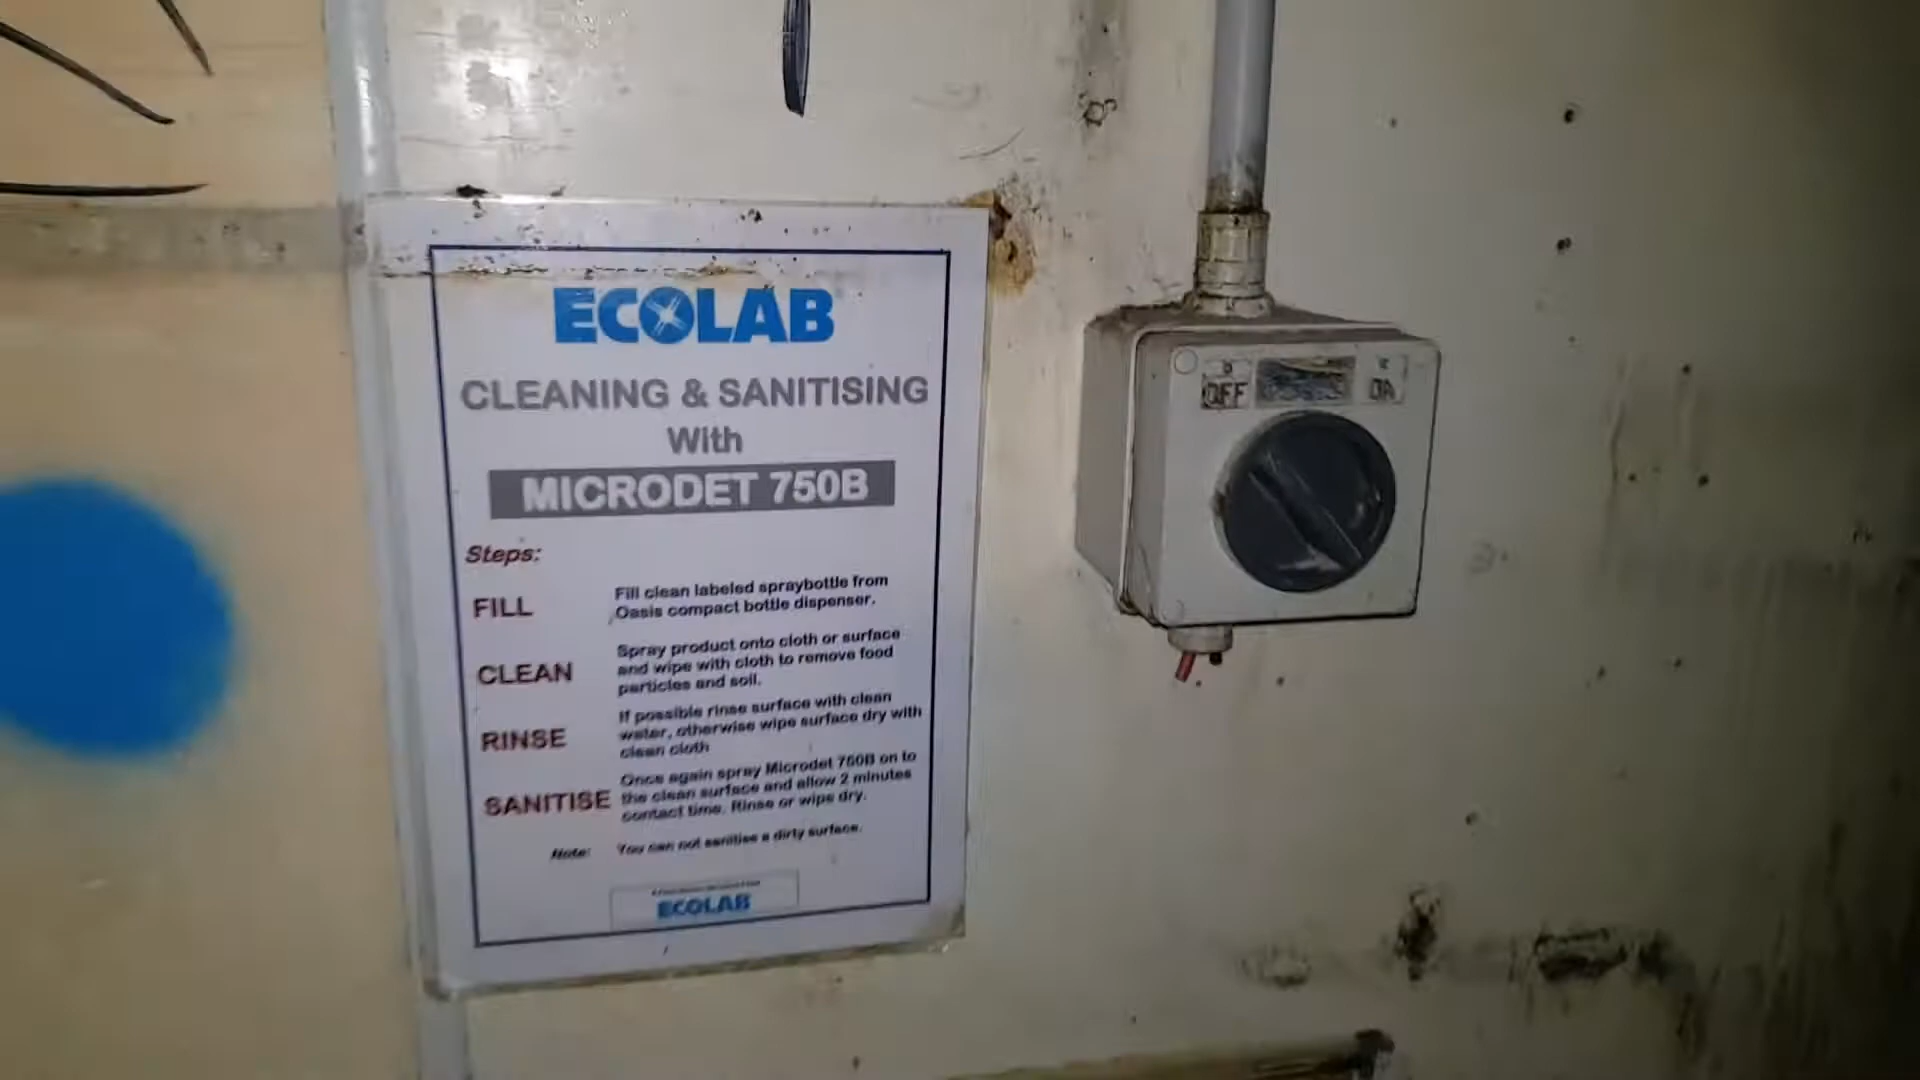 ECOLAB
CLEANING & SANITISING
With
MICRODET 750B
Steps:
FILL
Fill clean labeled spraybottle from
Oasis compact bottle dispenser.
CLEAN
Spray product onto cloth or surface
and wipe with cloth to remove food
particles and soil.
RINSE
If possible rinse surface with clean
water, otherwise wipe surface dry with
clean cloth
SANITISE
Once again spray Microdet 750B on to
the clean surface and allow 2 minutes
contact time. Rinse or wipe dry.
Note: You can not sanitise a dirty surface.
ECOLAB
OFF